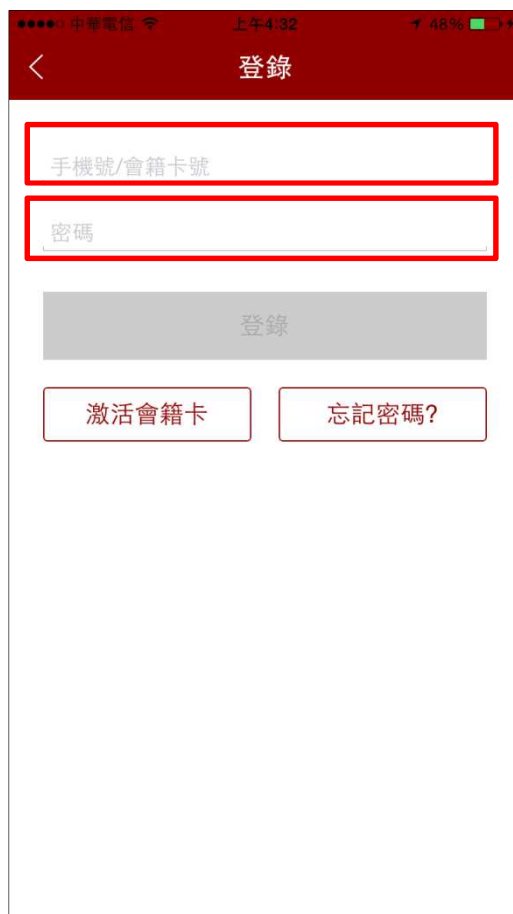 中華電信 上午4:32 48%
登錄
手機號/會籍卡號
密碼
登錄
激活會籍卡 忘記密碼?